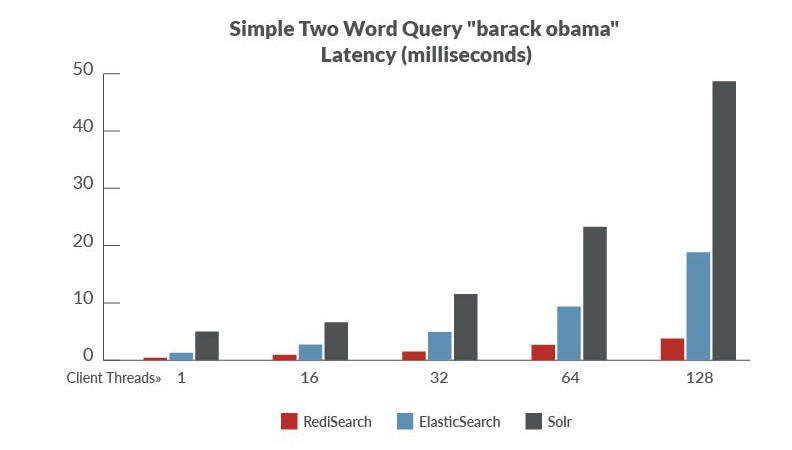 Simple Two Word Query "barack obama"
Latency (milliseconds)
50
40
30
20
10
0
Client Threads» 1 16 32 64 128
RediSearch ElasticSearch Solr